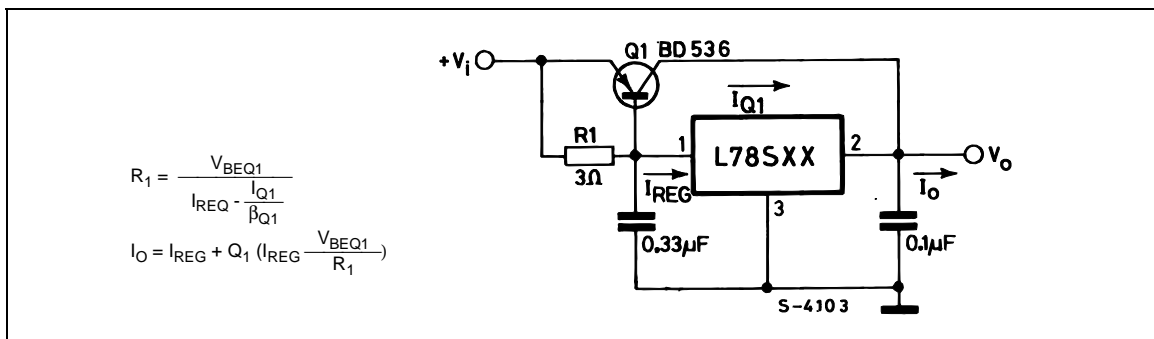 Q1 BD536
+Vi
IQ1
R1
1
L78SXX
2
Vo
3Ω
IREG
3
Io
0.33µF
0.1µF
S-4103
R1 = VBEQ1 / (IREQ - IQ1 / βQ1)
IO = IREG + Q1 (IREG VBEQ1 / R1)